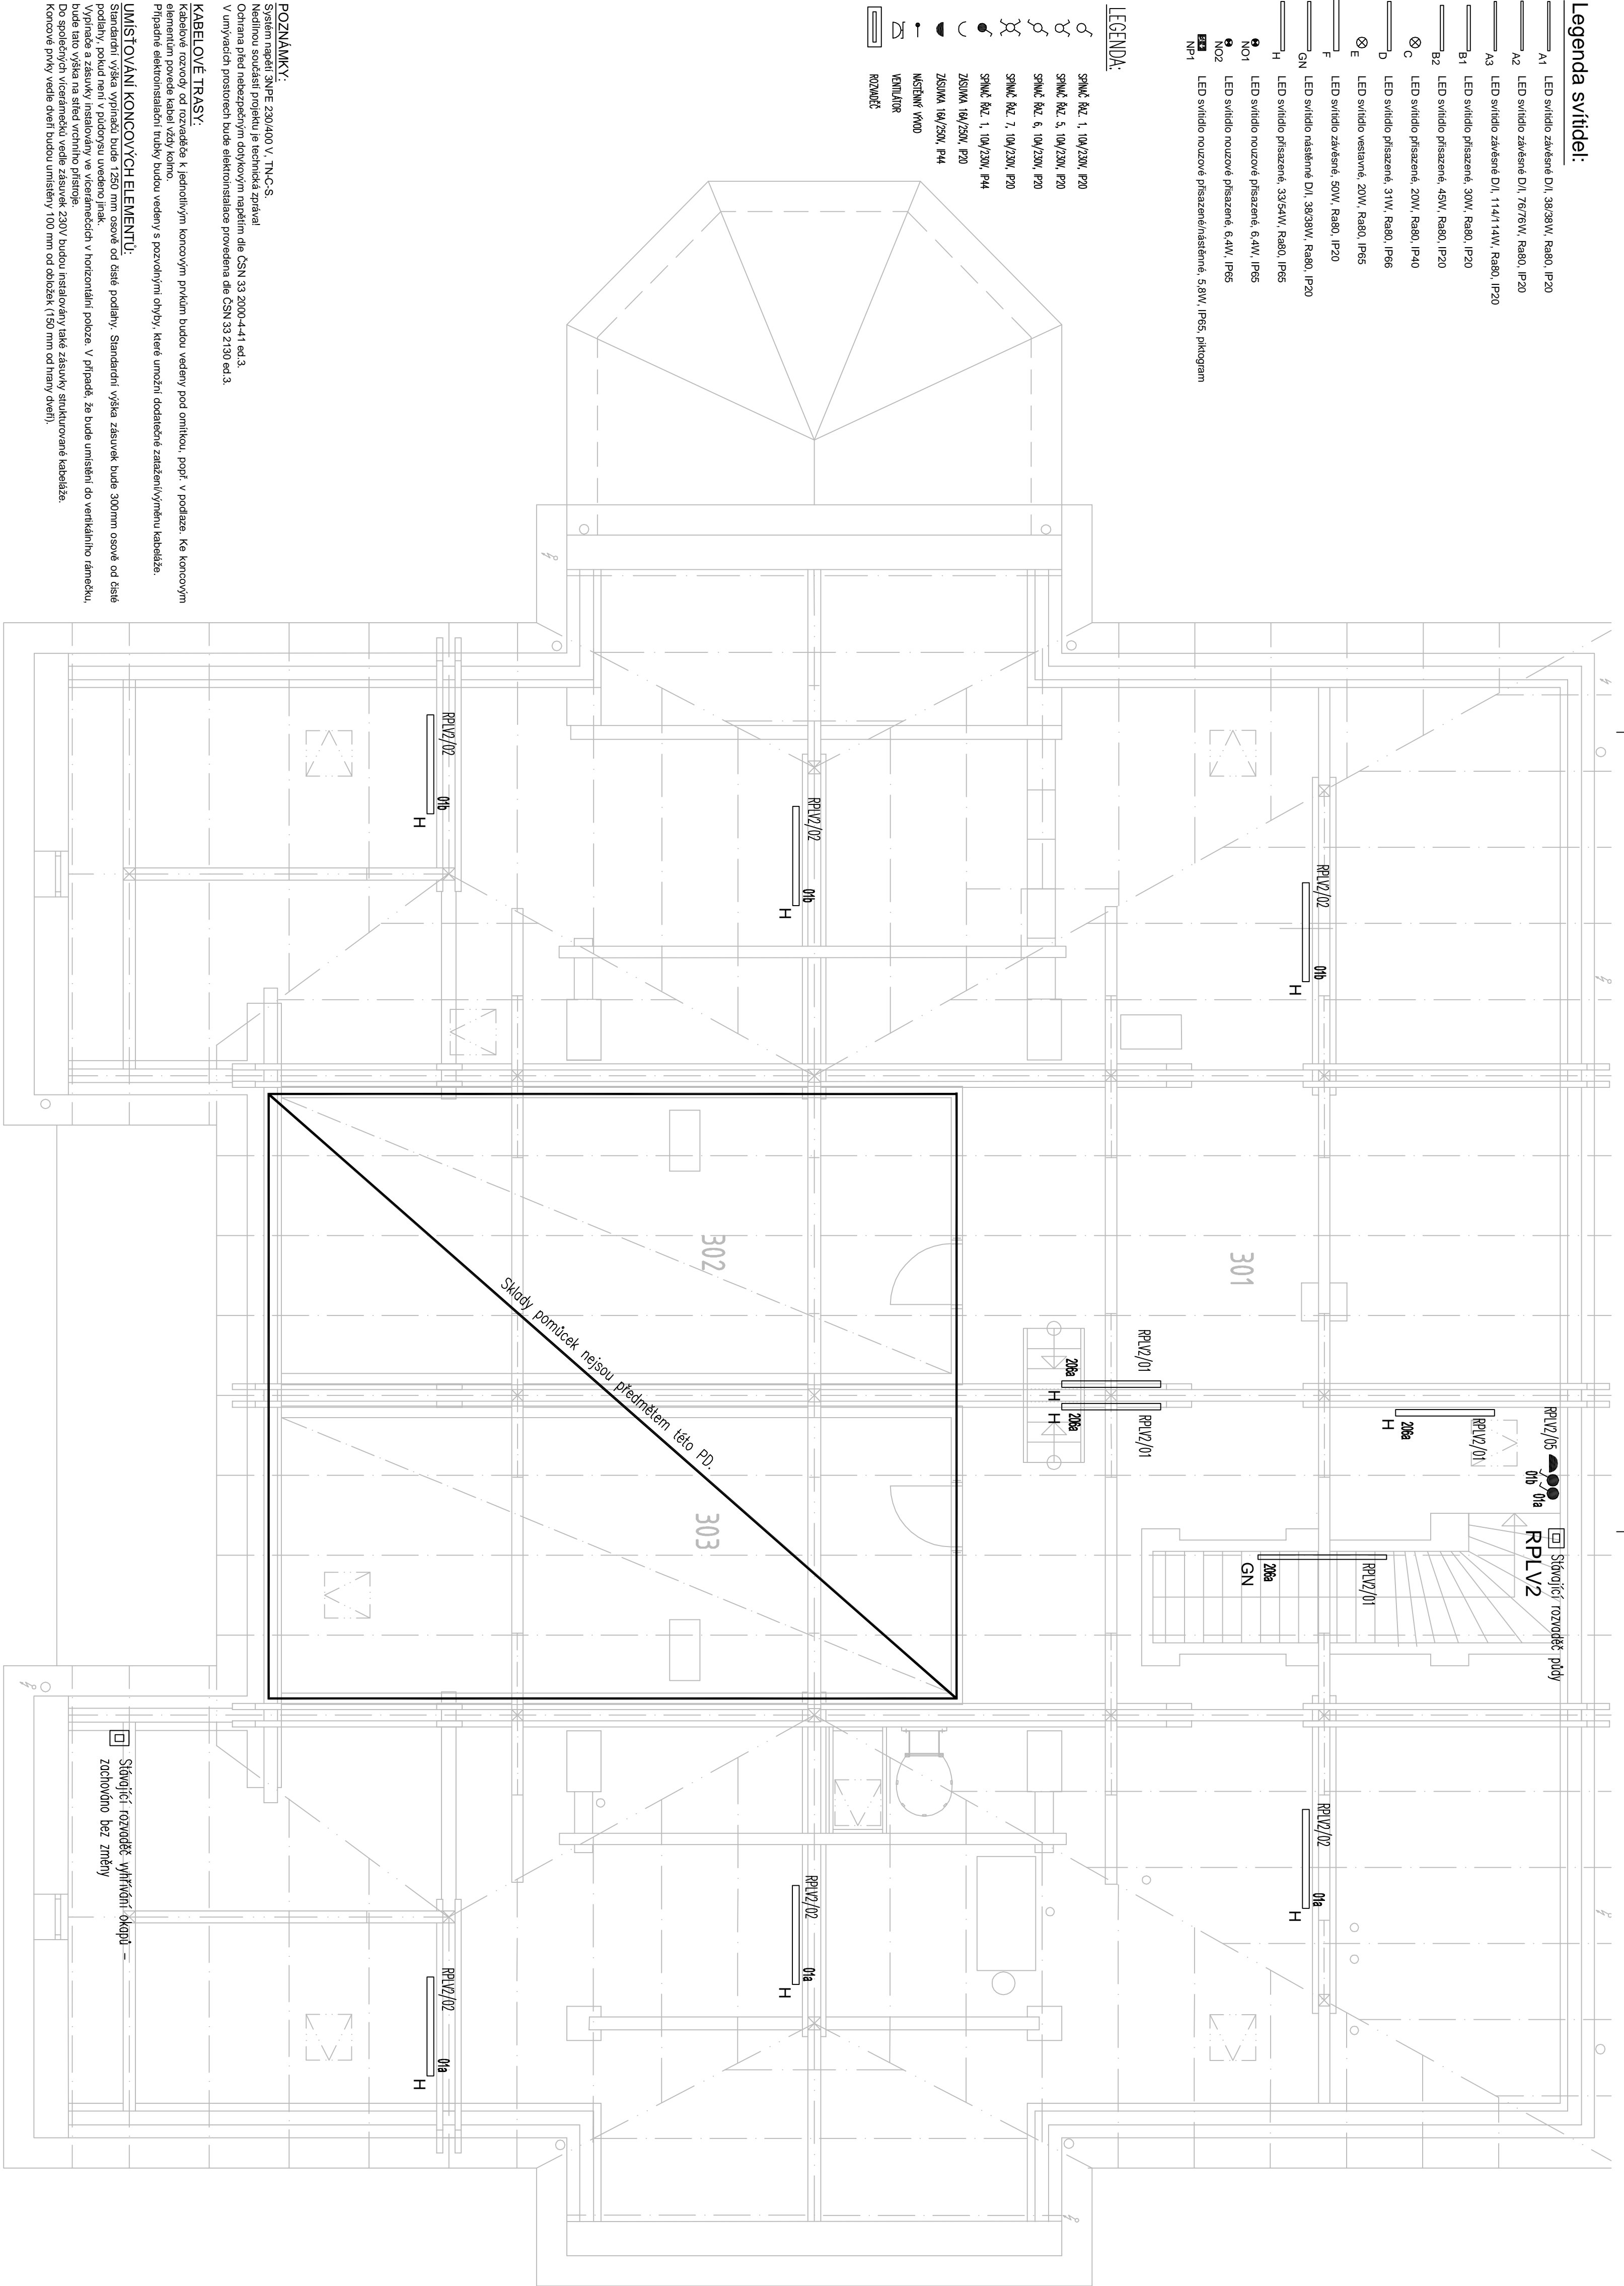 Legenda svítidel:
A1 LED svítidlo závěsné D/I, 38/38W, Ra80, IP20
A2 LED svítidlo závěsné D/I, 76/76W, Ra80, IP20
A3 LED svítidlo závěsné D/I, 114/114W, Ra80, IP20
B1 LED svítidlo přisazené, 30W, Ra80, IP20
B2 LED svítidlo přisazené, 45W, Ra80, IP20
C LED svítidlo přisazené, 20W, Ra80, IP40
D LED svítidlo přisazené, 31W, Ra80, IP66
E LED svítidlo vestavné, 20W, Ra80, IP65
F LED svítidlo závěsné, 50W, Ra80, IP20
GN LED svítidlo nástěnné D/I, 38/38W, Ra80, IP20
H LED svítidlo přisazené, 33/54W, Ra80, IP65
NO1 LED svítidlo nouzové přisazené, 6,4W, IP65
NO2 LED svítidlo nouzové přisazené, 6,4W, IP65
NP1 LED svítidlo nouzové přisazené/nástěnné, 5,8W, IP65, piktogram
LEGENDA:
SPÍNAČ ŘAZ. 1, 10A/230V, IP20
SPÍNAČ ŘAZ. 5, 10A/230V, IP20
SPÍNAČ ŘAZ. 6, 10A/230V, IP20
SPÍNAČ ŘAZ. 7, 10A/230V, IP20
SPÍNAČ ŘAZ. 1, 10A/230V, IP44
ZÁSUVKA 16A/250V, IP20
ZÁSUVKA 16A/250V, IP44
NÁSTĚNNÝ VÝVOD
VENTILÁTOR
ROZVADĚČ
POZNÁMKY:
Systém napětí 3NPE 230/400 V, TN-C-S.
Nedílnou součástí projektu je technická zpráva!
Ochrana před nebezpečným dotykovým napětím dle ČSN 33 2000-4-41 ed.3.
V umývacích prostorech bude elektroinstalace provedena dle ČSN 33 2130 ed.3.
KABELOVÉ TRASY:
Kabelové rozvody od rozvaděče k jednotlivým koncovým prvkům budou vedeny pod omítkou, popř. v podlaze. Ke koncovým
elementům povede kabel vždy kolmo.
Případné elektroinstalační trubky budou vedeny s pozvolnými ohyby, které umožní dodatečné zatažení/výměnu kabeláže.
UMÍSŤOVÁNÍ KONCOVÝCH ELEMENTŮ:
Standardní výška vypínačů bude 1250 mm osově od čisté podlahy. Standardní výška zásuvek bude 300mm osově od čisté
podlahy, pokud není v půdorysu uvedeno jinak.
Vypínače a zásuvky instalovány ve vícerámečcích v horizontální poloze. V případě, že bude umístění do vertikálního rámečku,
bude tato výška na střed vrchního přístroje.
Do společných vícerámečků vedle zásuvek 230V budou instalovány také zásuvky strukturované kabeláže.
Koncové prvky vedle dveří budou umístěny 100 mm od obložek (150 mm od hrany dveří).
RPLV2/02
01b
H
RPLV2/02
01b
H
RPLV2/02
01b
H
301
302
303
Sklady pomůcek nejsou předmětem této PD.
RPLV2/01
206a
H
RPLV2/01
206a
H
RPLV2/01
206a
H
RPLV2/05
01b
01a
Stávající rozvaděč půdy
RPLV2
RPLV2/01
206a
GN
RPLV2/02
01a
H
RPLV2/02
01a
H
RPLV2/02
01a
H
Stávající rozvaděč vyhřívání okapů –
zachováno bez změny